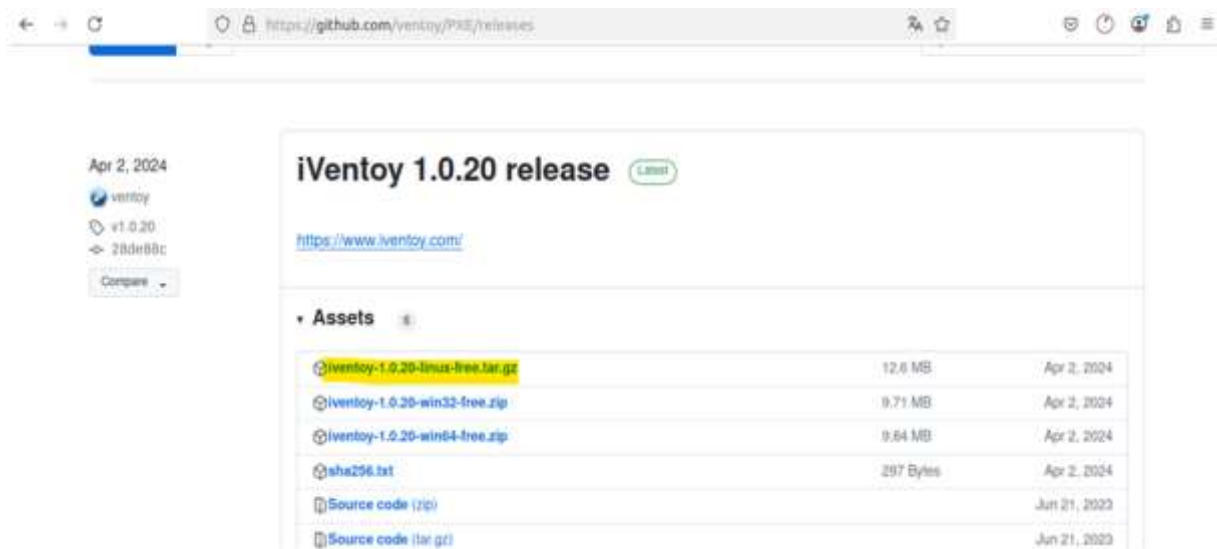 https://github.com/ventoy/PXE/releases
Apr 2, 2024
ventoy
v1.0.20
28de88c
Compare
iVentoy 1.0.20 release Latest
https://www.iventoy.com/
Assets 6
iventoy-1.0.20-linux-free.tar.gz 12.6 MB Apr 2, 2024
iventoy-1.0.20-win32-free.zip 9.71 MB Apr 2, 2024
iventoy-1.0.20-win64-free.zip 9.64 MB Apr 2, 2024
sha256.txt 297 Bytes Apr 2, 2024
Source code (zip) Jun 21, 2023
Source code (tar.gz) Jun 21, 2023